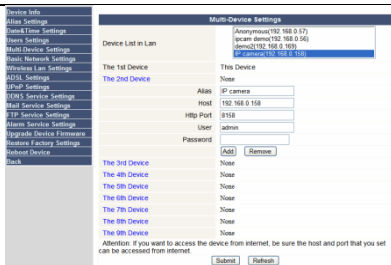 Device Info
Alias Settings
Date&Time Settings
Users Settings
Multi-Device Settings
Basic Network Settings
Wireless Lan Settings
ADSL Settings
UPnP Settings
DDNS Service Settings
Mail Service Settings
FTP Service Settings
Alarm Service Settings
Upgrade Device Firmware
Restore Factory Settings
Reboot Device
Back
Multi-Device Settings
Device List in Lan
Anonymous(192.168.0.57)
ipcam demo(192.168.0.56)
demo2(192.168.0.169)
IP camera(192.168.0.158)
The 1st Device This Device
The 2nd Device None
Alias IP camera
Host 192.168.0.158
Http Port 8158
User admin
Password
Add Remove
The 3rd Device None
The 4th Device None
The 5th Device None
The 6th Device None
The 7th Device None
The 8th Device None
The 9th Device None
Attention: If you want to access the device from internet, be sure the host and port that you set
can be accessed from internet.
Submit Refresh